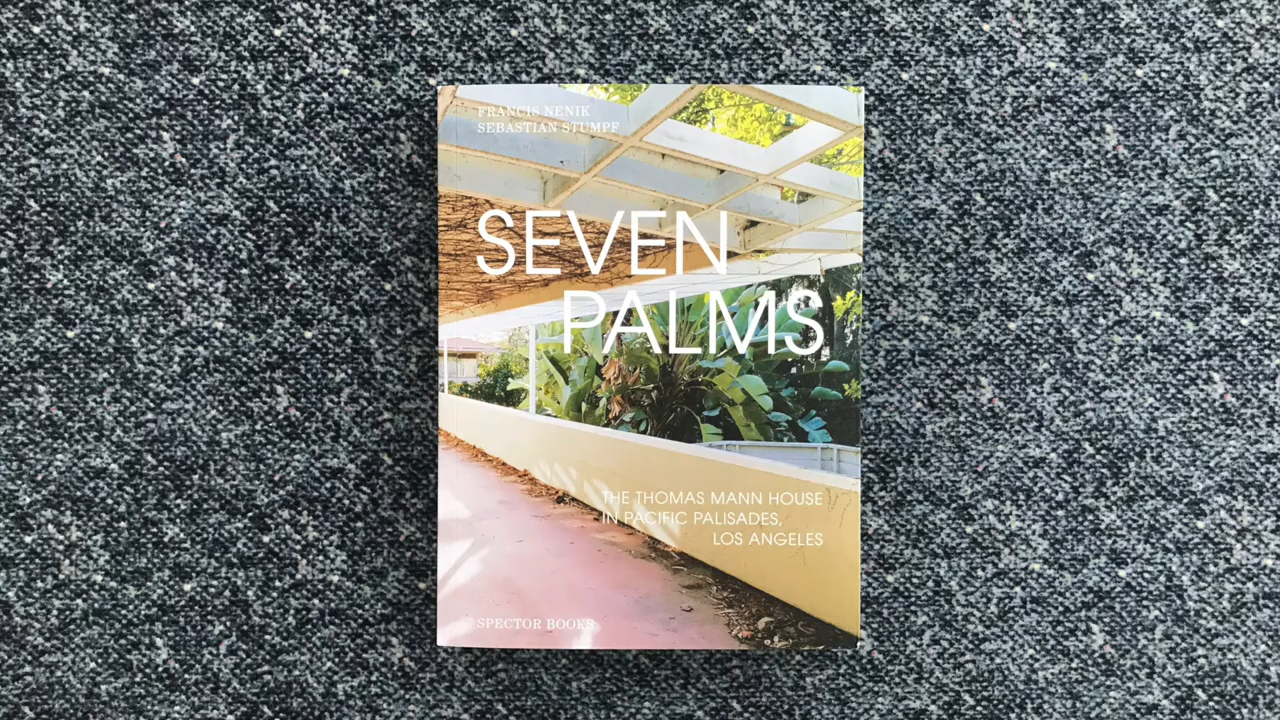 FRANCIS NENIK
SEBASTIAN STUMPF
SEVEN
PALMS
THE THOMAS MANN HOUSE
IN PACIFIC PALISADES,
LOS ANGELES
SPECTOR BOOKS